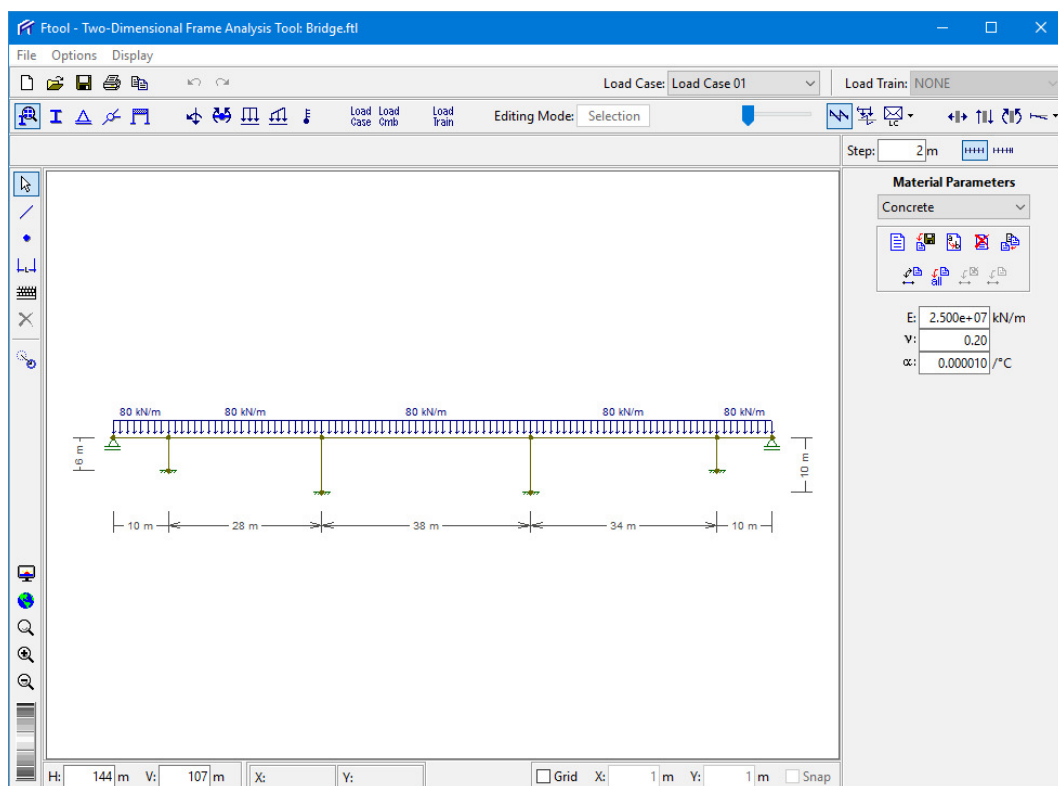 Ftool - Two-Dimensional Frame Analysis Tool: Bridge.ftl
File Options Display
Load Case: Load Case 01 Load Train: NONE
Load Case Load Cmb Load Train Editing Mode: Selection LC
Step: 2 m
Material Parameters
Concrete
all
E: 2.500e+07 kN/m
ν: 0.20
α: 0.000010 /°C
80 kN/m 80 kN/m 80 kN/m 80 kN/m 80 kN/m
6 m 10 m
10 m 28 m 38 m 34 m 10 m
H: 144 m V: 107 m X: Y: Grid X: 1 m Y: 1 m Snap